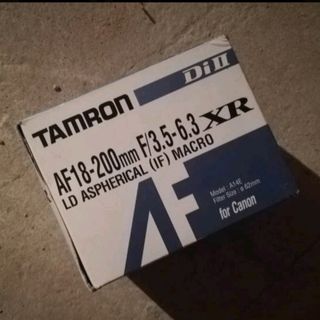 Di II
TAMRON
AF18-200mm F/3.5-6.3 XR
LD ASPHERICAL (IF) MACRO
AF
Model : A14E
Filter Size : ø 62mm
for Canon